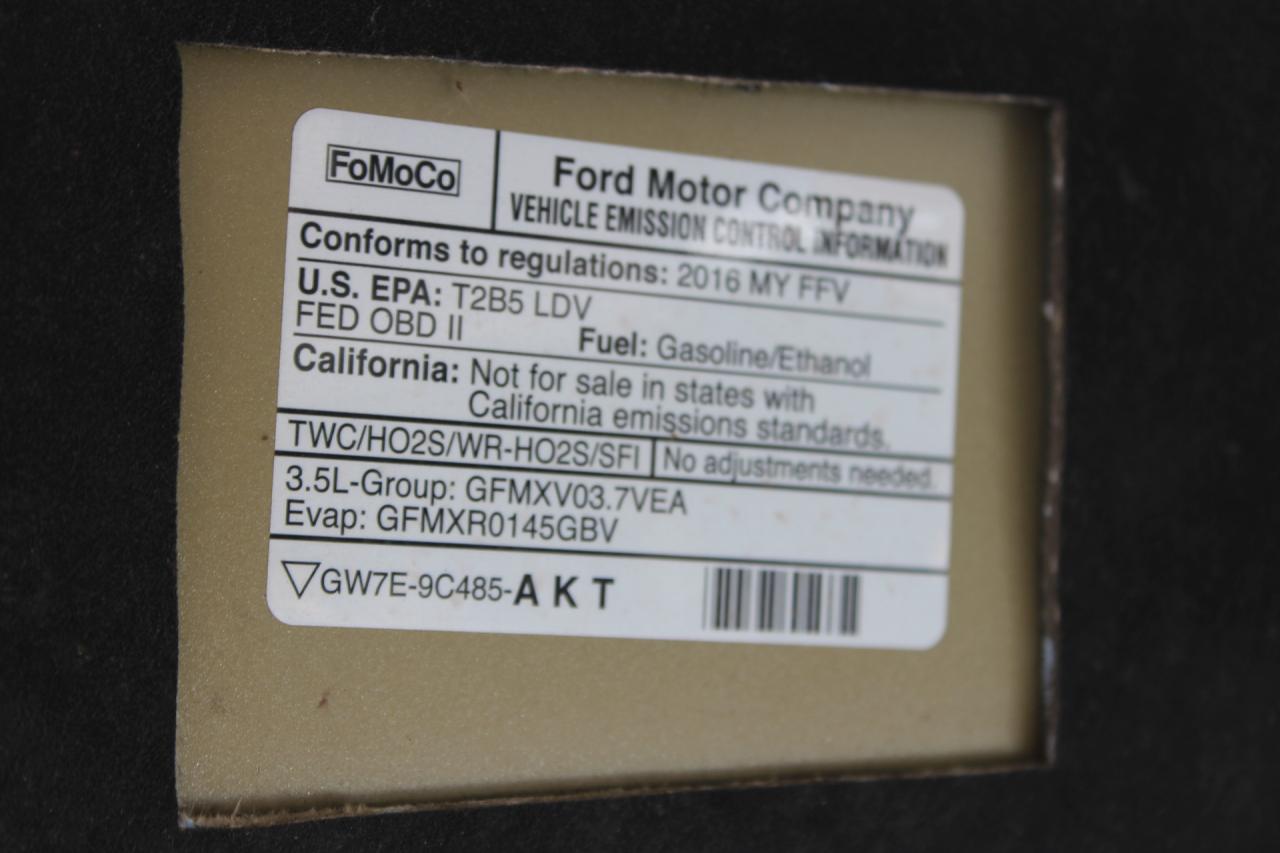 FoMoCo
Ford Motor Company
VEHICLE EMISSION CONTROL INFORMATION
Conforms to regulations: 2016 MY FFV
U.S. EPA: T2B5 LDV
FED OBD II Fuel: Gasoline/Ethanol
California: Not for sale in states with
California emissions standards.
TWC/HO2S/WR-HO2S/SFI No adjustments needed.
3.5L-Group: GFMXV03.7VEA
Evap: GFMXR0145GBV
GW7E-9C485-A K T